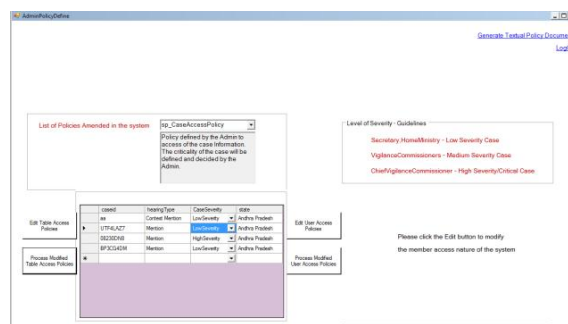 AdminPolicyDefine
Generate Textual Policy Docume
Log
List of Policies Amended in the system
sp_CaseAccessPolicy
Policy defined by the Admin to
access of the case Information.
The criticality of the case will be
defined and decided by the
Admin.
Level of Severity - Guidelines
Secretary,HomeMinistry - Low Severity Case
VigilanceCommissioners - Medium Severity Case
ChiefVigilanceCommissioner - High Severity/Critical Case
Edit Table Access
Policies
Process Modified
Table Access Policies
caseid hearingType CaseSeverity state
aa Contest Mention LowSeverity Andhra Pradesh
UTF4LAZ7 Mention LowSeverity Andhra Pradesh
Mention HighSeverity Andhra Pradesh
BP3CG4DM Mention LowSeverity Andhra Pradesh
Edit User Access
Policies
Process Modified
User Access Policies
Please click the Edit button to modify
the member access nature of the system